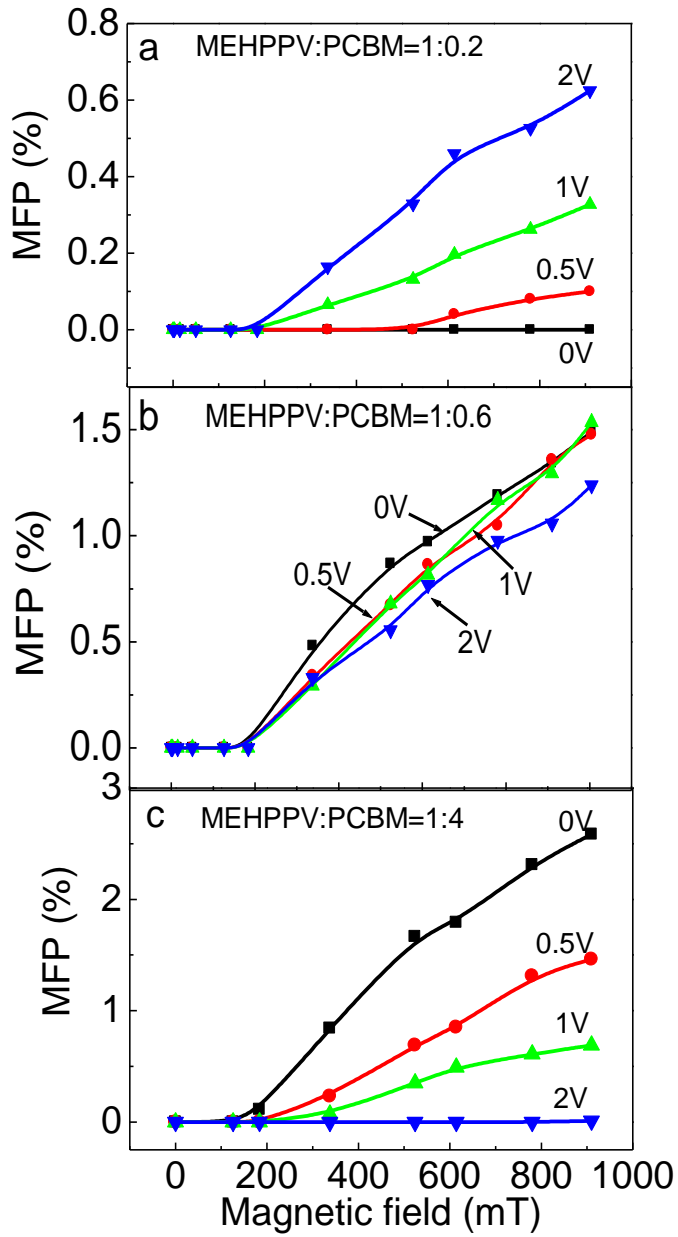 a MEHPPV:PCBM=1:0.2
0.8
0.6
0.4
0.2
0.0
MFP (%)
2V
1V
0.5V
0V
b MEHPPV:PCBM=1:0.6
1.5
1.0
0.5
0.0
MFP (%)
0V
0.5V
1V
2V
c MEHPPV:PCBM=1:4
3
2
1
0
MFP (%)
0V
0.5V
1V
2V
0 200 400 600 800 1000
Magnetic field (mT)